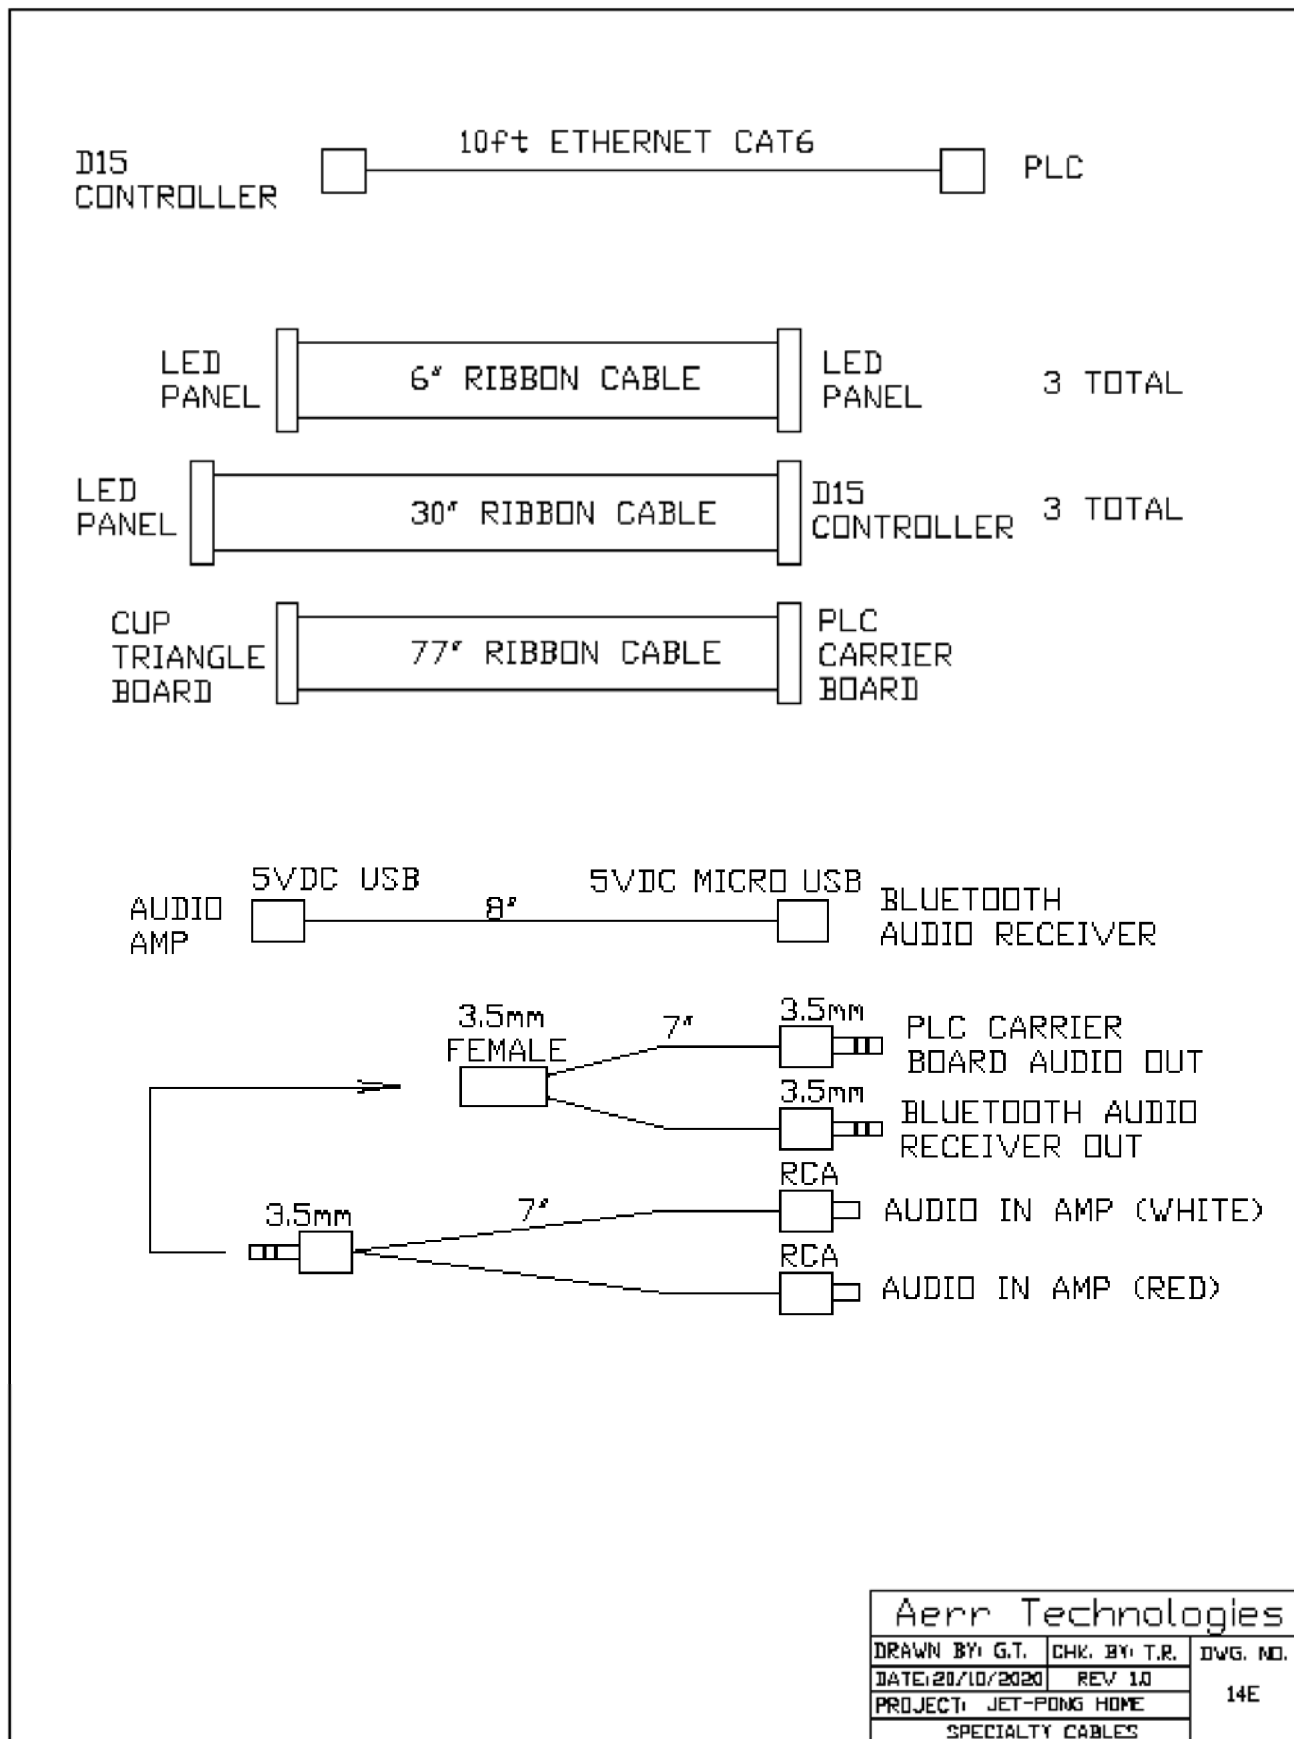 10ft ETHERNET CAT6
D15
CONTROLLER
PLC
LED
PANEL
6" RIBBON CABLE
LED
PANEL
3 TOTAL
LED
PANEL
30" RIBBON CABLE
D15
CONTROLLER
3 TOTAL
CUP
TRIANGLE
BOARD
77" RIBBON CABLE
PLC
CARRIER
BOARD
5VDC USB
5VDC MICRO USB
AUDIO
AMP
8"
BLUETOOTH
AUDIO RECEIVER
3.5mm
FEMALE
7"
3.5mm
PLC CARRIER
BOARD AUDIO OUT
3.5mm
BLUETOOTH AUDIO
RECEIVER OUT
3.5mm
7"
RCA
AUDIO IN AMP (WHITE)
RCA
AUDIO IN AMP (RED)
Aerr Technologies
DRAWN BY: G.T.
CHK. BY: T.R.
DWG. NO.
DATE:20/10/2020
REV 1.0
14E
PROJECT: JET-PONG HOME
SPECIALTY CABLES